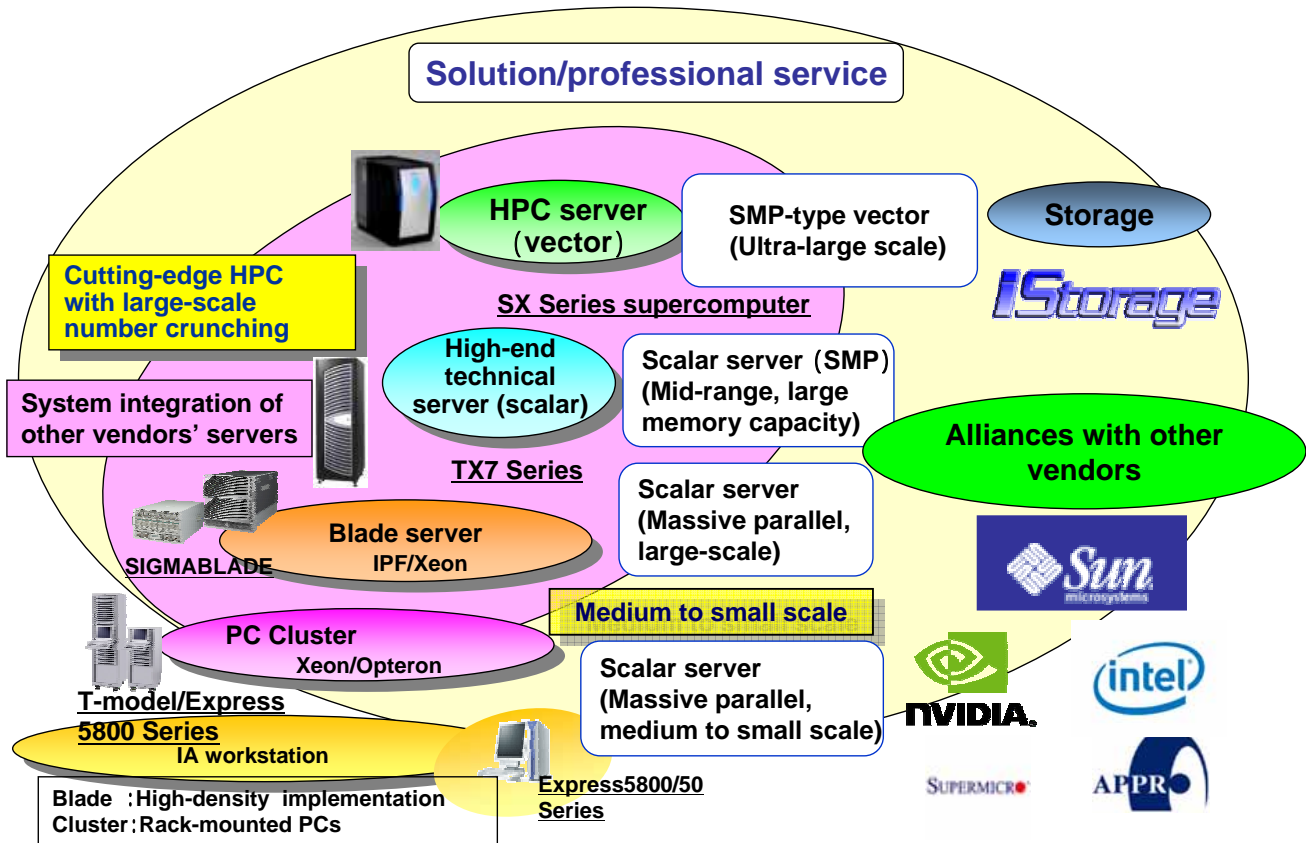 Solution/professional service
HPC server
(vector)
SMP-type vector
(Ultra-large scale)
Storage
iStorage
Cutting-edge HPC
with large-scale
number crunching
SX Series supercomputer
High-end
technical
server (scalar)
Scalar server (SMP)
(Mid-range, large
memory capacity)
System integration of
other vendors' servers
Alliances with other
vendors
TX7 Series
Scalar server
(Massive parallel,
large-scale)
Blade server
IPF/Xeon
SIGMABLADE
Sun
microsystems
Medium to small scale
PC Cluster
Xeon/Opteron
Scalar server
(Massive parallel,
medium to small scale)
T-model/Express
5800 Series
IA workstation
NVIDIA.
intel
Express5800/50
Series
SUPERMICRO
APPRO
Blade :High-density implementation
Cluster:Rack-mounted PCs